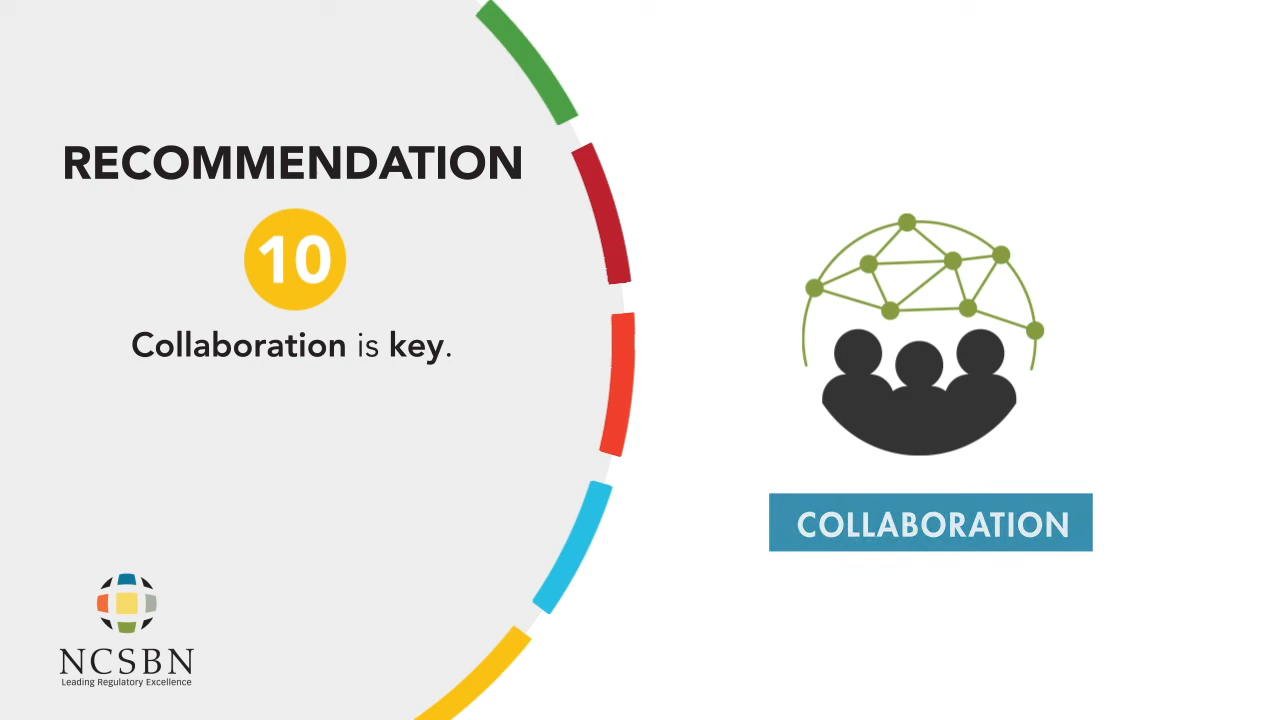 RECOMMENDATION
10
Collaboration is key.
COLLABORATION
NCSBN
Leading Regulatory Excellence